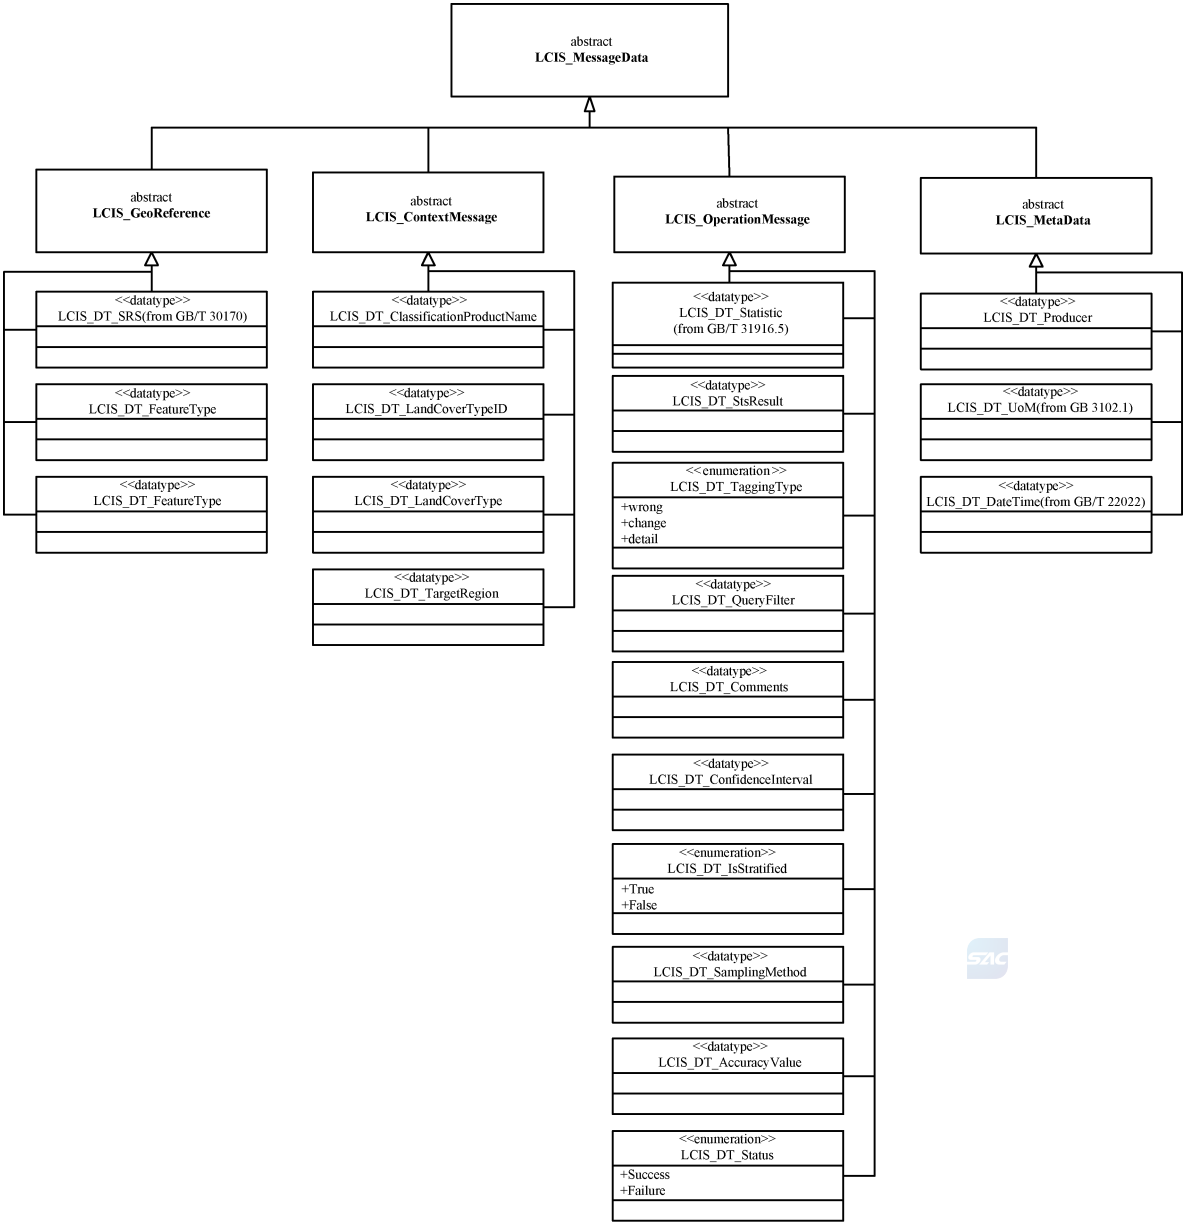 abstract
LCIS_MessageData
abstract
LCIS_GeoReference
abstract
LCIS_ContextMessage
abstract
LCIS_OperationMessage
abstract
LCIS_MetaData
<<datatype>>
LCIS_DT_SRS(from GB/T 30170)
<<datatype>>
LCIS_DT_FeatureType
<<datatype>>
LCIS_DT_FeatureType
<<datatype>>
LCIS_DT_ClassificationProductName
<<datatype>>
LCIS_DT_LandCoverTypeID
<<datatype>>
LCIS_DT_LandCoverType
<<datatype>>
LCIS_DT_TargetRegion
<<datatype>>
LCIS_DT_Statistic
(from GB/T 31916.5)
<<datatype>>
LCIS_DT_StsResult
<<enumeration>>
LCIS_DT_TaggingType
+wrong
+change
+detail
<<datatype>>
LCIS_DT_QueryFilter
<<datatype>>
LCIS_DT_Comments
<<datatype>>
LCIS_DT_ConfidenceInterval
<<enumeration>>
LCIS_DT_IsStratified
+True
+False
<<datatype>>
LCIS_DT_SamplingMethod
<<datatype>>
LCIS_DT_AccuracyValue
<<enumeration>>
LCIS_DT_Status
+Success
+Failure
<<datatype>>
LCIS_DT_Producer
<<datatype>>
LCIS_DT_UoM(from GB 3102.1)
<<datatype>>
LCIS_DT_DateTime(from GB/T 22022)
SAC